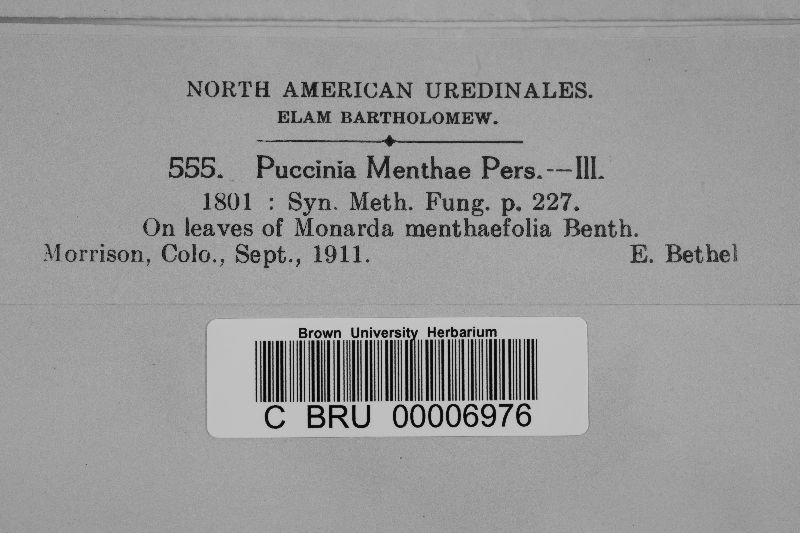 NORTH AMERICAN UREDINALES.
ELAM BARTHOLOMEW.
555. Puccinia Menthae Pers.—III.
1801 : Syn. Meth. Fung. p. 227.
On leaves of Monarda menthaefolia Benth.
Morrison, Colo., Sept., 1911. E. Bethel
Brown University Herbarium
C BRU 00006976